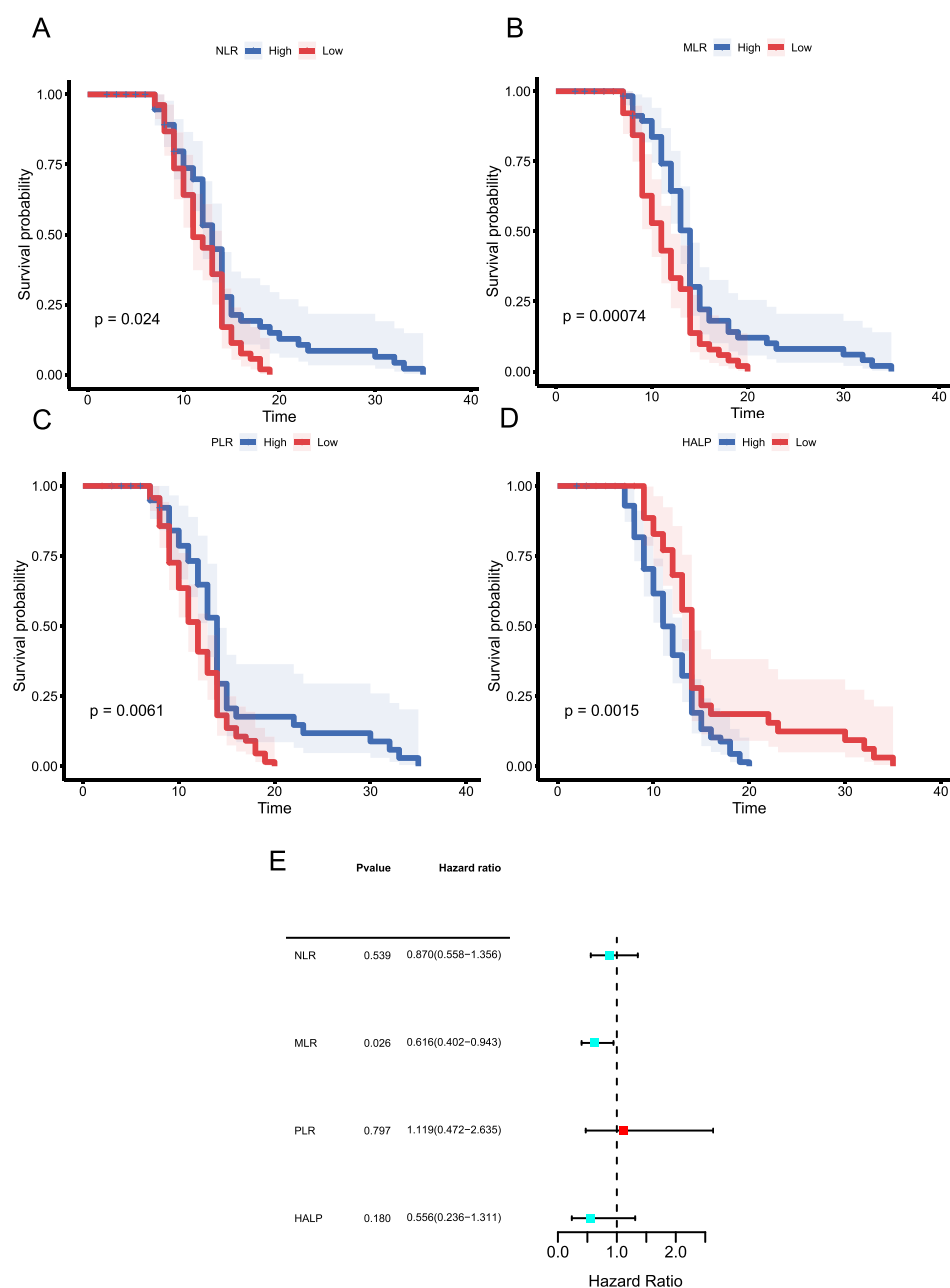 A
NLR High Low
Survival probability
1.00
0.75
0.50
0.25
0.00
p = 0.024
0 10 20 30 40
Time
B
MLR High Low
Survival probability
1.00
0.75
0.50
0.25
0.00
p = 0.00074
0 10 20 30 40
Time
C
PLR High Low
Survival probability
1.00
0.75
0.50
0.25
0.00
p = 0.0061
0 10 20 30 40
Time
D
HALP High Low
Survival probability
1.00
0.75
0.50
0.25
0.00
p = 0.0015
0 10 20 30 40
Time
E
Pvalue Hazard ratio
NLR 0.539 0.870(0.558−1.356)
MLR 0.026 0.616(0.402−0.943)
PLR 0.797 1.119(0.472−2.635)
HALP 0.180 0.556(0.236−1.311)
0.0 1.0 2.0
Hazard Ratio